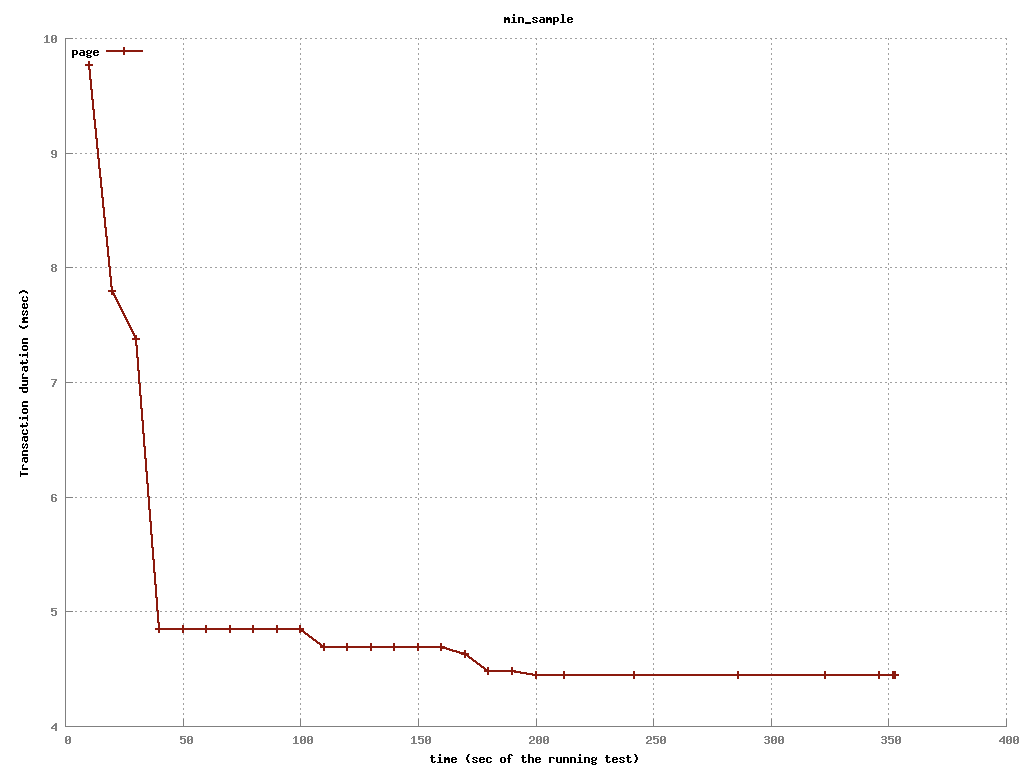 min_sample
page
10
9
8
7
6
5
4
Transaction duration (msec)
0 50 100 150 200 250 300 350 400
time (sec of the running test)